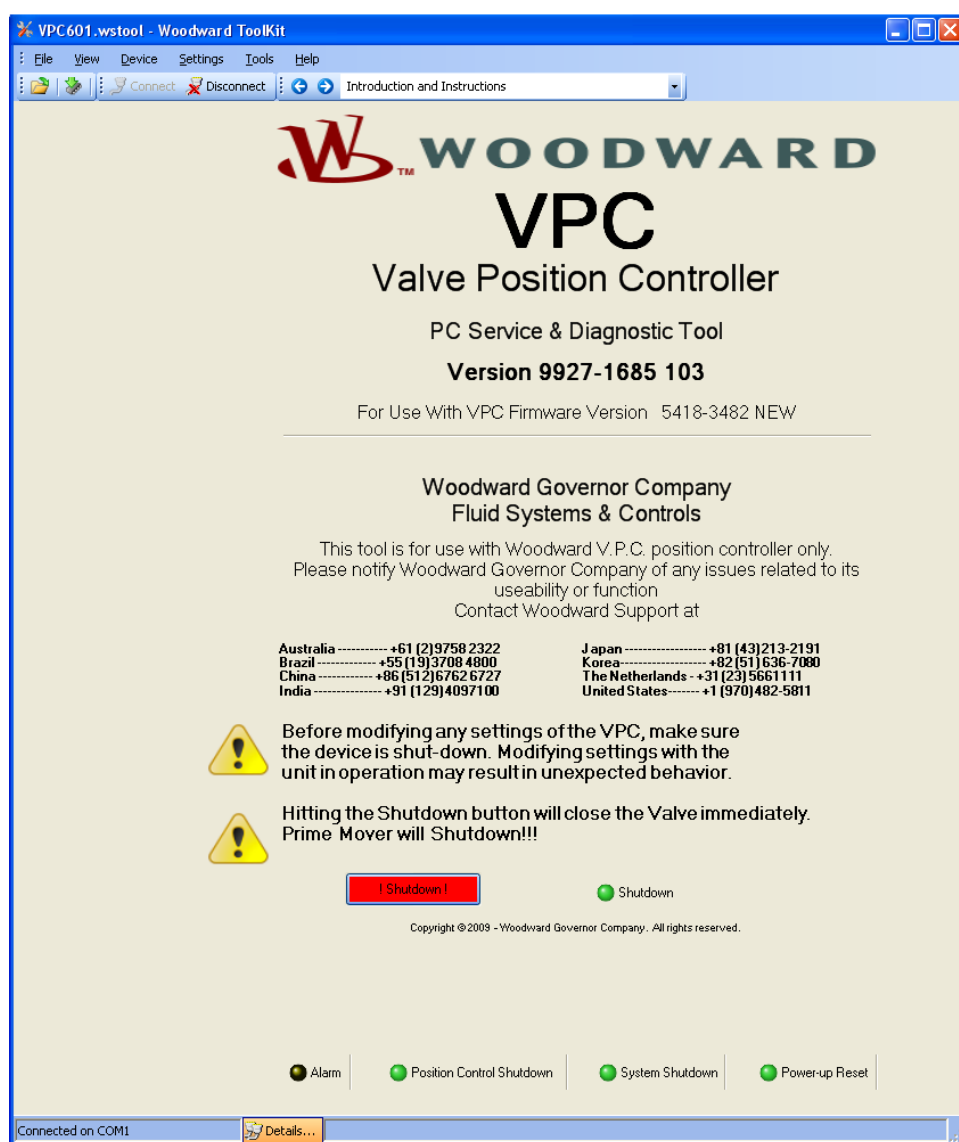 VPC601.wstool - Woodward ToolKit
File View Device Settings Tools Help
Connect Disconnect Introduction and Instructions
W TM WOODWARD
VPC
Valve Position Controller
PC Service & Diagnostic Tool
Version 9927-1685 103
For Use With VPC Firmware Version 5418-3482 NEW
Woodward Governor Company
Fluid Systems & Controls
This tool is for use with Woodward V.P.C. position controller only.
Please notify Woodward Governor Company of any issues related to its
useability or function
Contact Woodward Support at
Australia ----------- +61 (2)9758 2322
Brazil ------------- +55 (19)3708 4800
China ------------ +86 (512)6762 6727
India --------------- +91 (129)4097100
Japan ------------------ +81 (43)213-2191
Korea------------------- +82(51)636-7080
The Netherlands - +31 (23)5661111
United States------- +1 (970)482-5811
Before modifying any settings of the VPC, make sure
the device is shut-down. Modifying settings with the
unit in operation may result in unexpected behavior.
Hitting the Shutdown button will close the Valve immediately.
Prime Mover will Shutdown!!!
! Shutdown ! Shutdown
Copyright © 2009 - Woodward Governor Company. All rights reserved.
Alarm Position Control Shutdown System Shutdown Power-up Reset
Connected on COM1 Details...